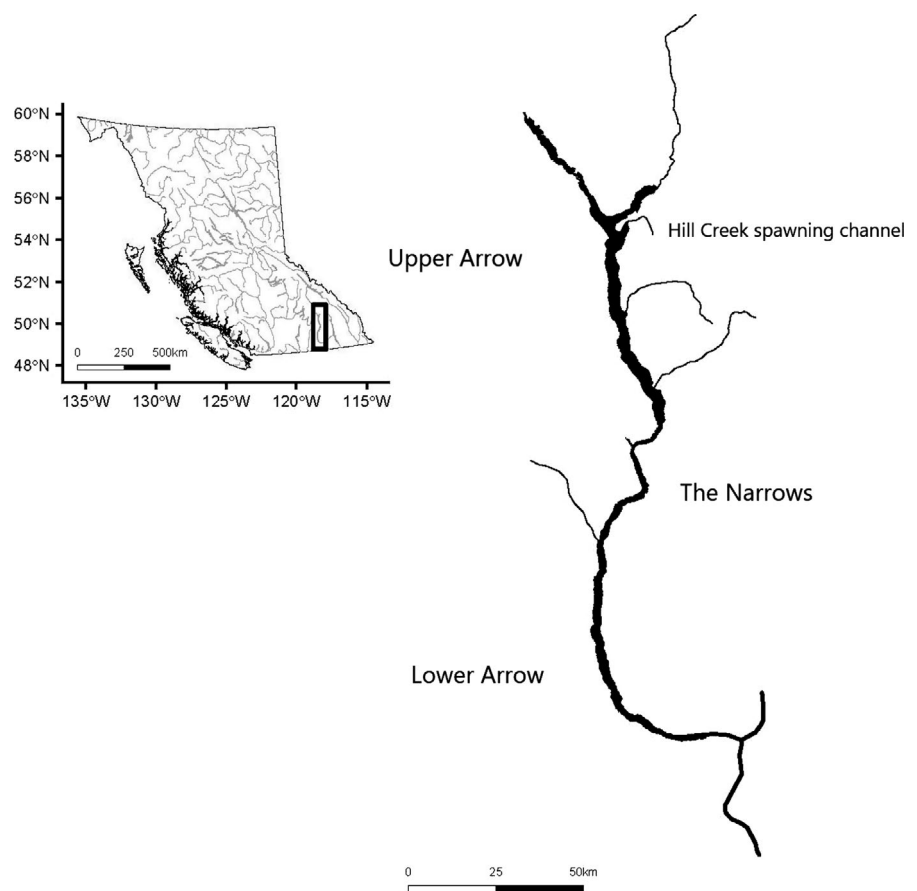 60°N
58°N
56°N
54°N
52°N
50°N
48°N
0 250 500km
135°W 130°W 125°W 120°W 115°W
Hill Creek spawning channel
Upper Arrow
The Narrows
Lower Arrow
0 25 50km